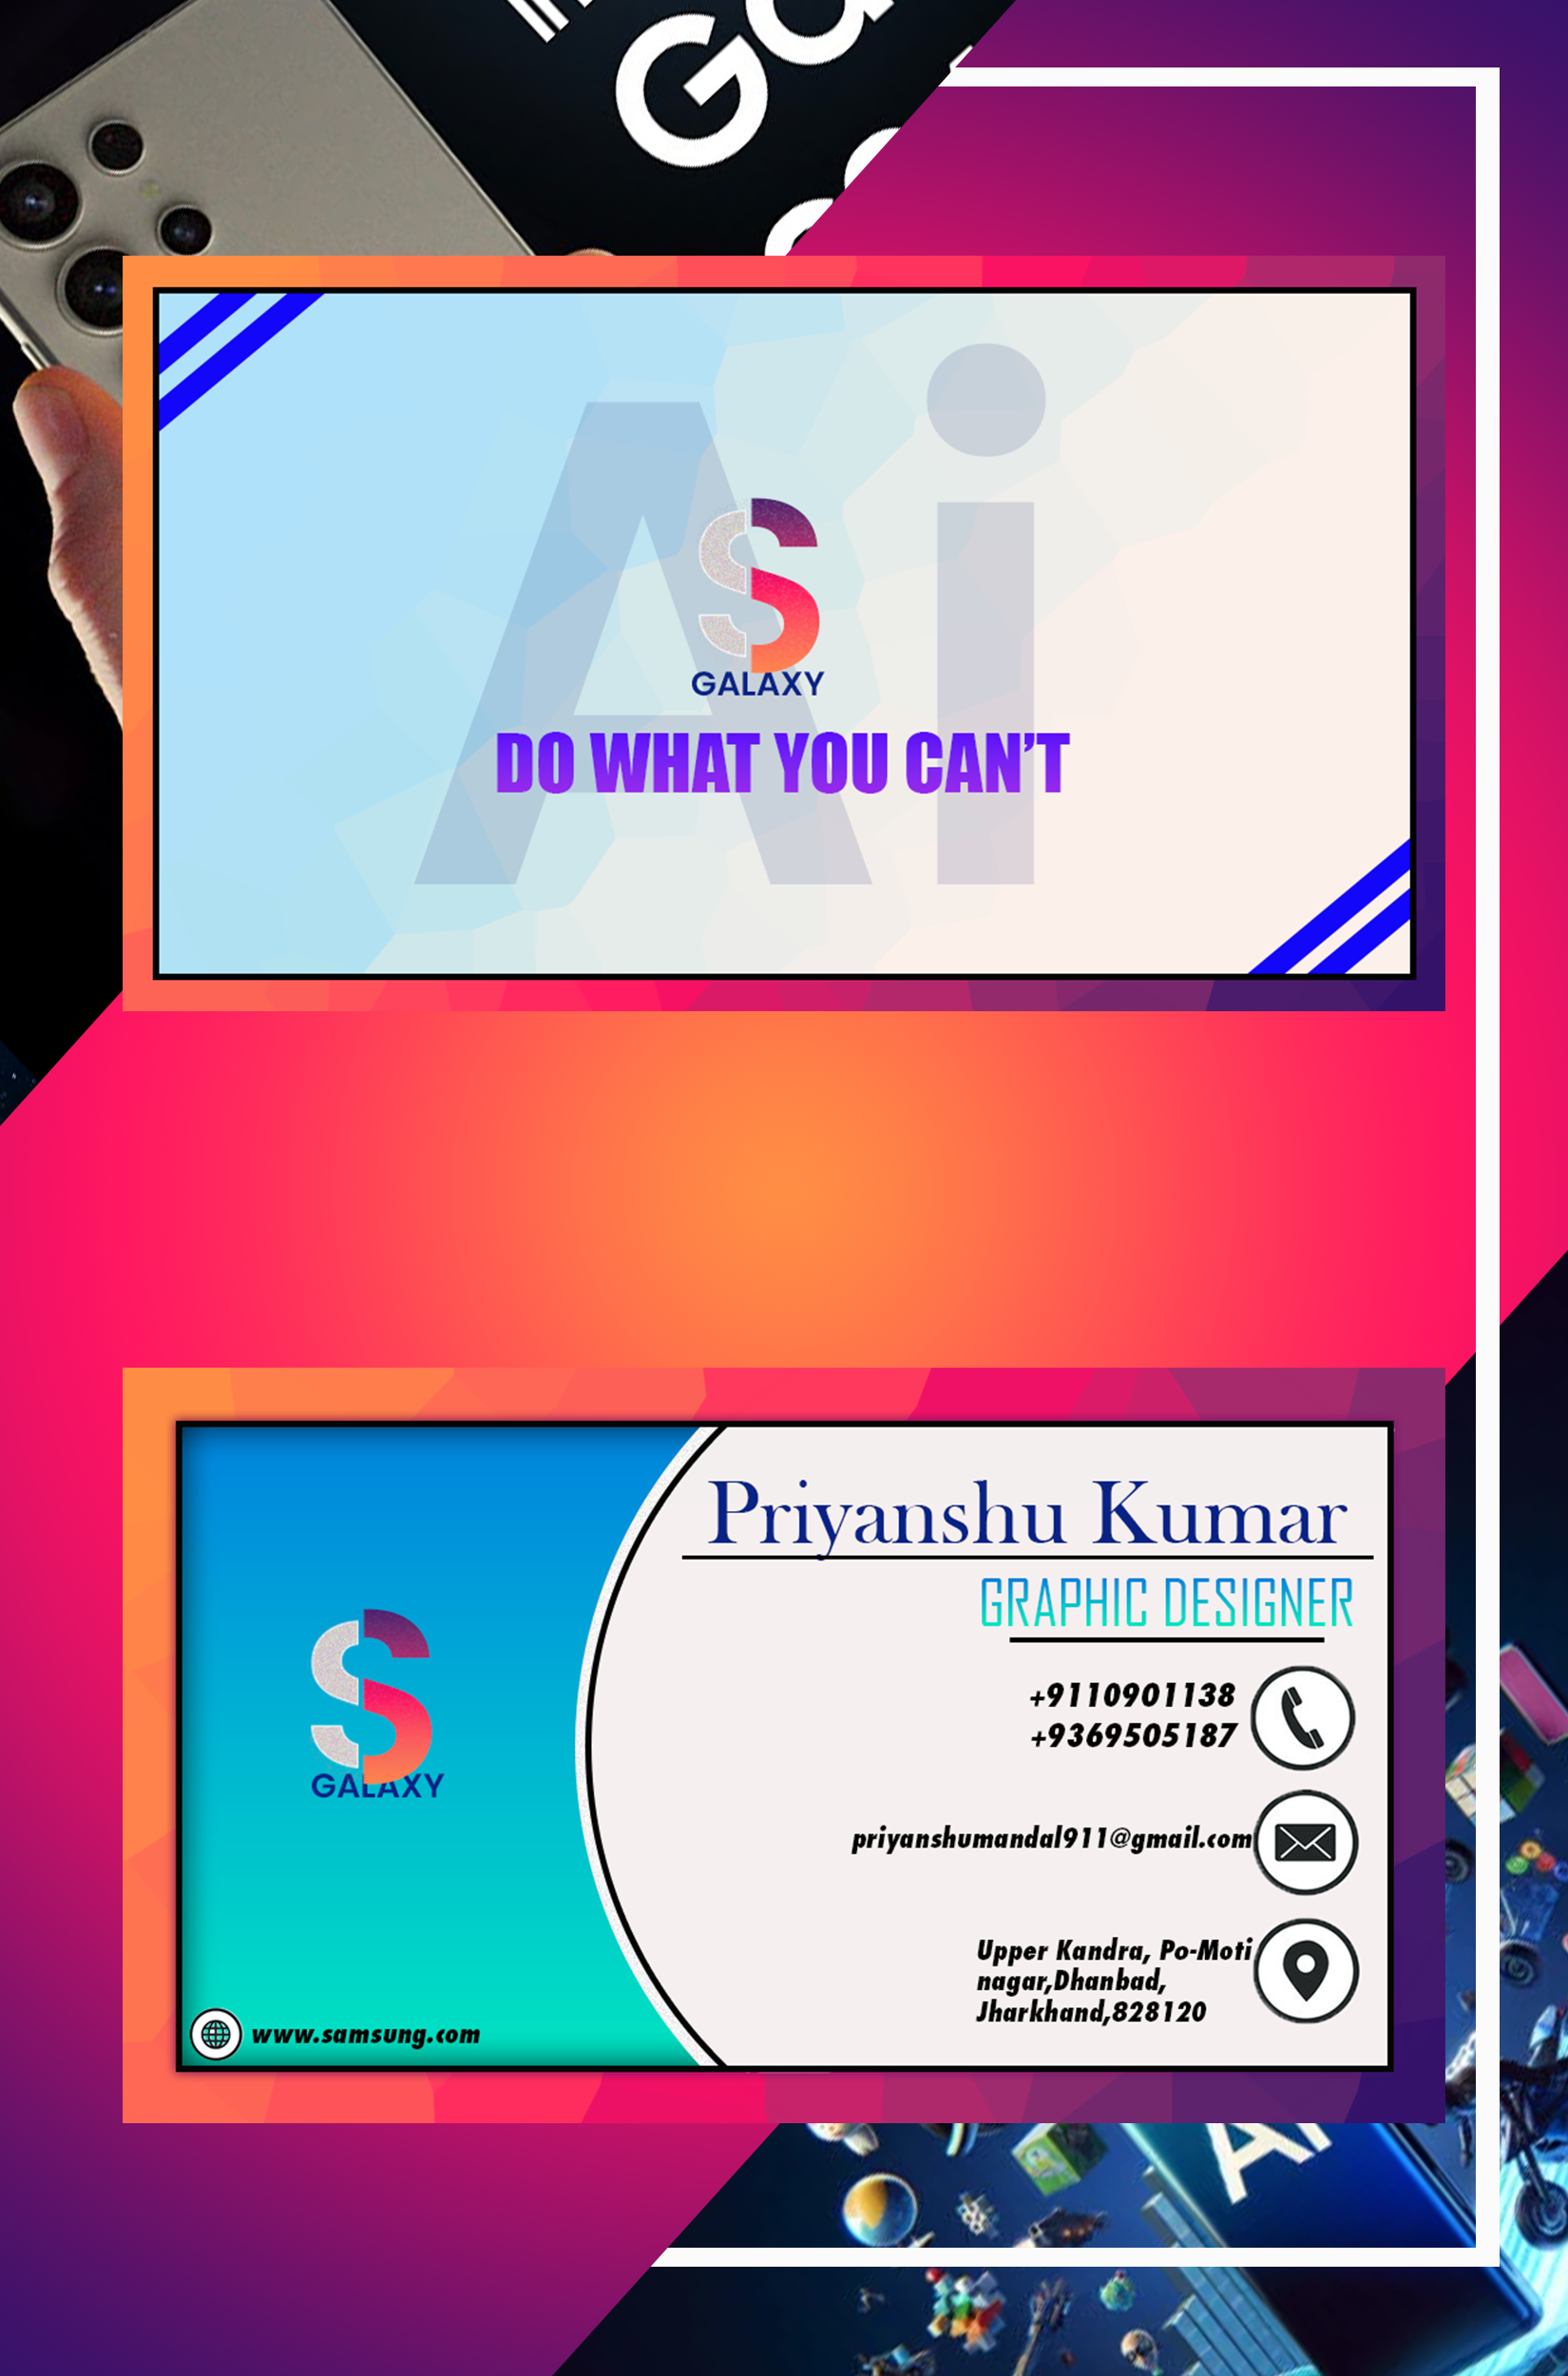 Ga
Ai
S
GALAXY
DO WHAT YOU CAN'T
Priyanshu Kumar
GRAPHIC DESIGNER
+9110901138
+9369505187
S
GALAXY
priyanshumandal911@gmail.com
Upper Kandra, Po-Moti
nagar,Dhanbad,
Jharkhand,828120
www.samsung.com
AI